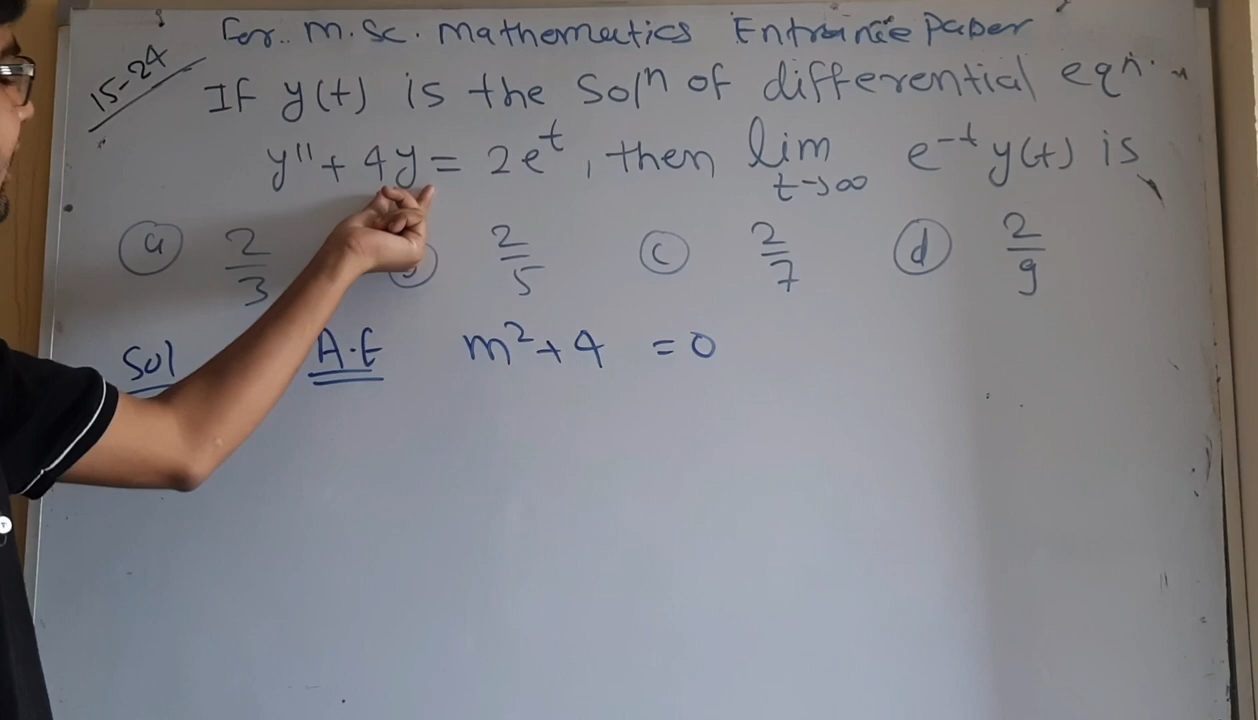 For.. M.Sc. Mathematics Entrance Paper
15-24
If y(t) is the Solⁿ of differential eqn.
y'' + 4y = 2e^t, then lim t→∞ e^-t y(t) is
(a) 2/3 2/5 (c) 2/7 (d) 2/9
Sol A.E m²+4 = 0